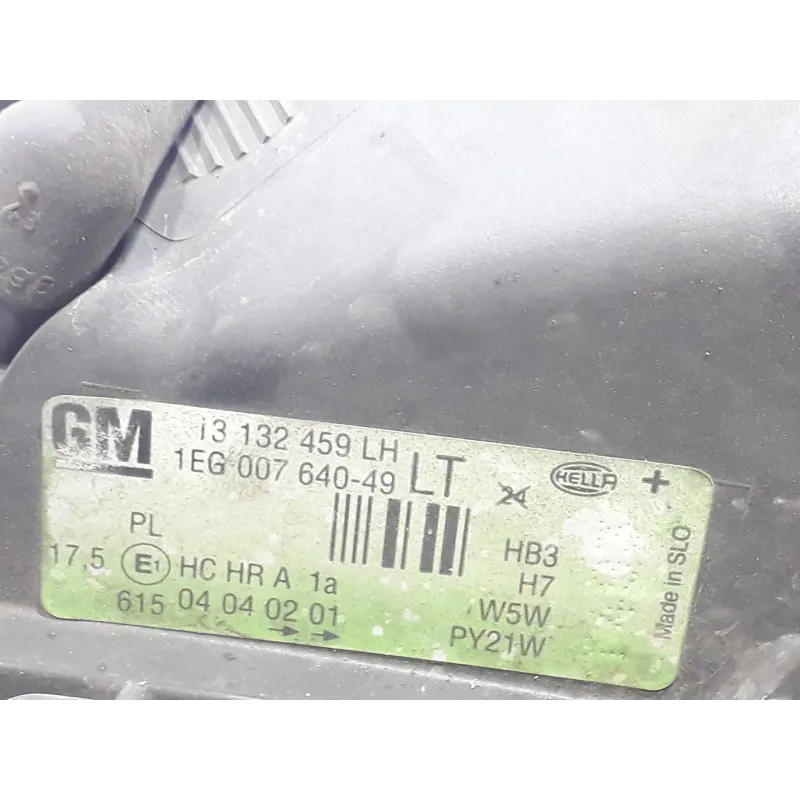 GM
13 132 459 LH
1EG 007 640-49 LT
24
HELLA +
PL
17,5 E1 HC HR A 1a
615 04 04 02 01
→ →
HB3
H7
W5W
PY21W
Made in SLO